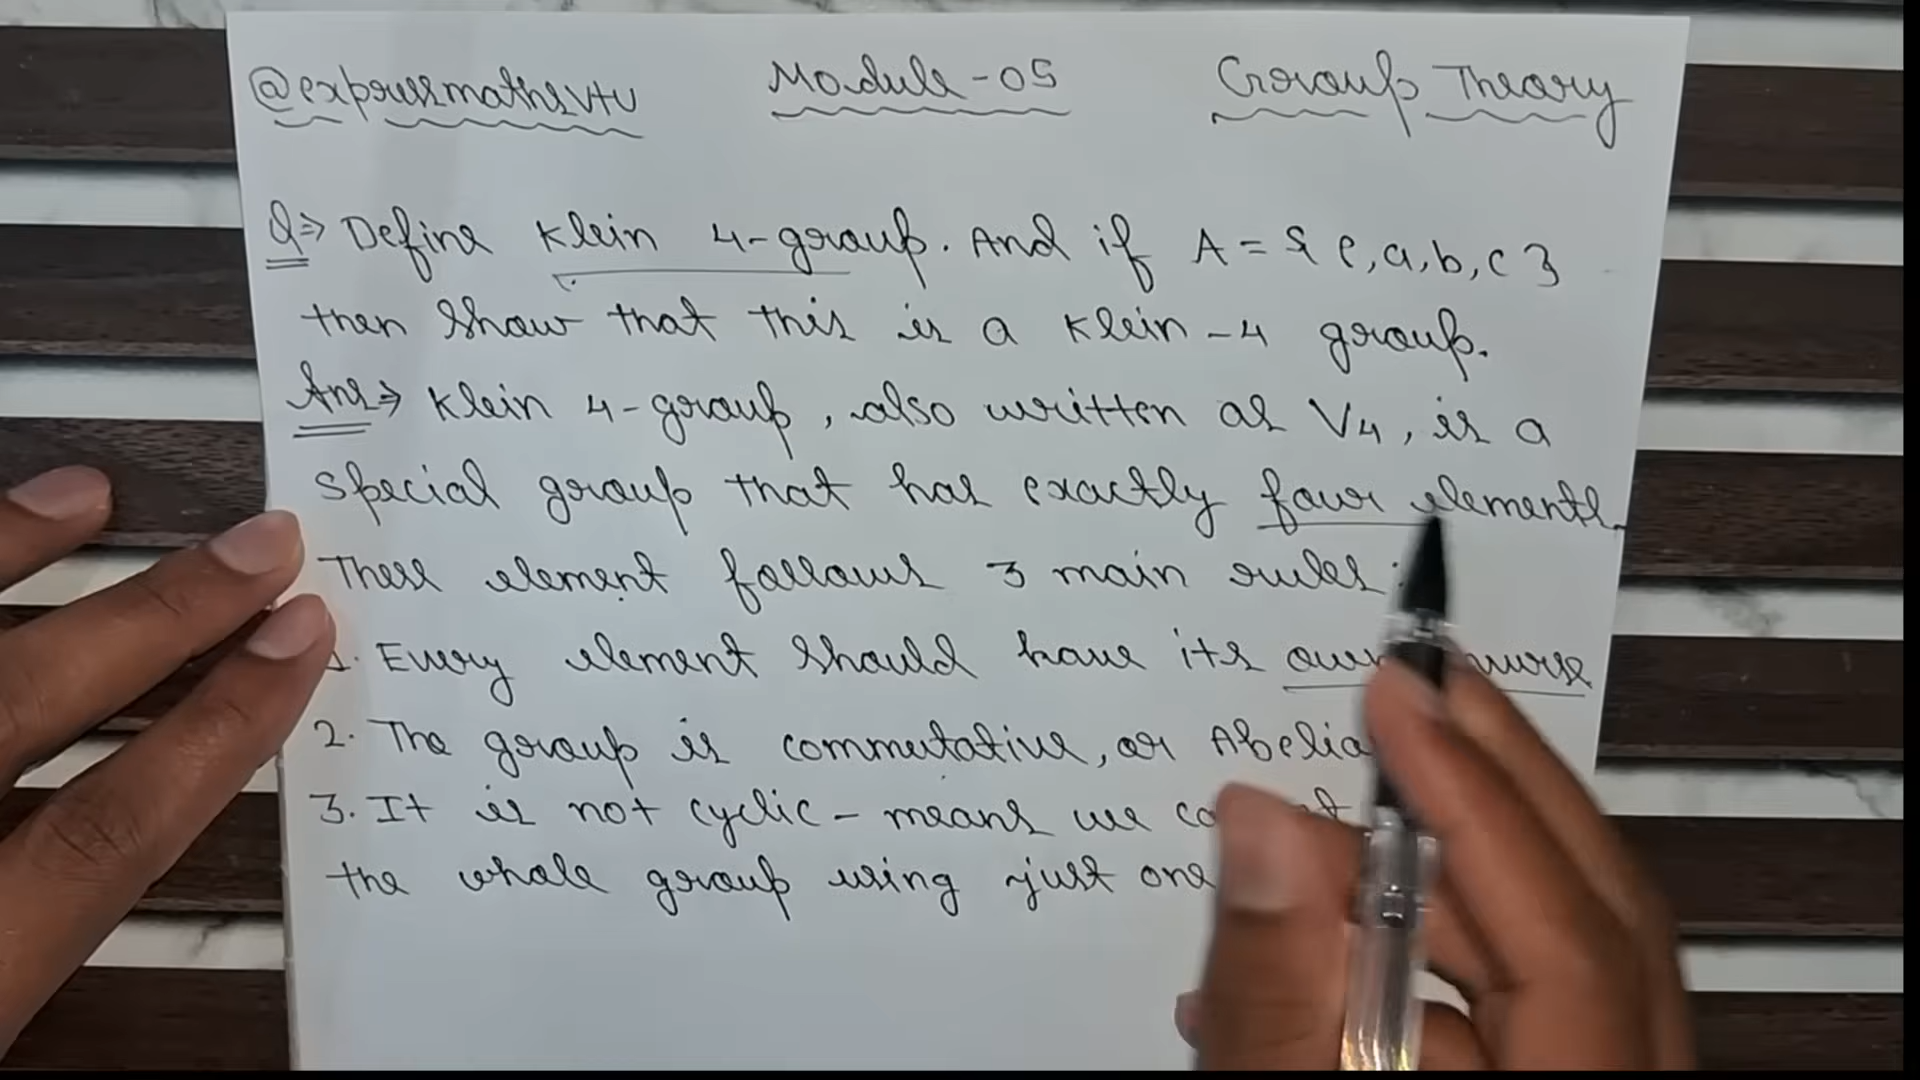 @expressmathsvtu
Module-05
Group Theory
Q⇒ Define Klein 4-group. And if A = { e, a, b, c }
then show that this is a Klein-4 group.
Ans⇒ Klein 4-group, also written as V4, is a
special group that has exactly four elements.
These element follows 3 main rules:
1. Every element should have its own
2. The group is commutative, or
3. It is not cyclic - means we
the whole group using just one